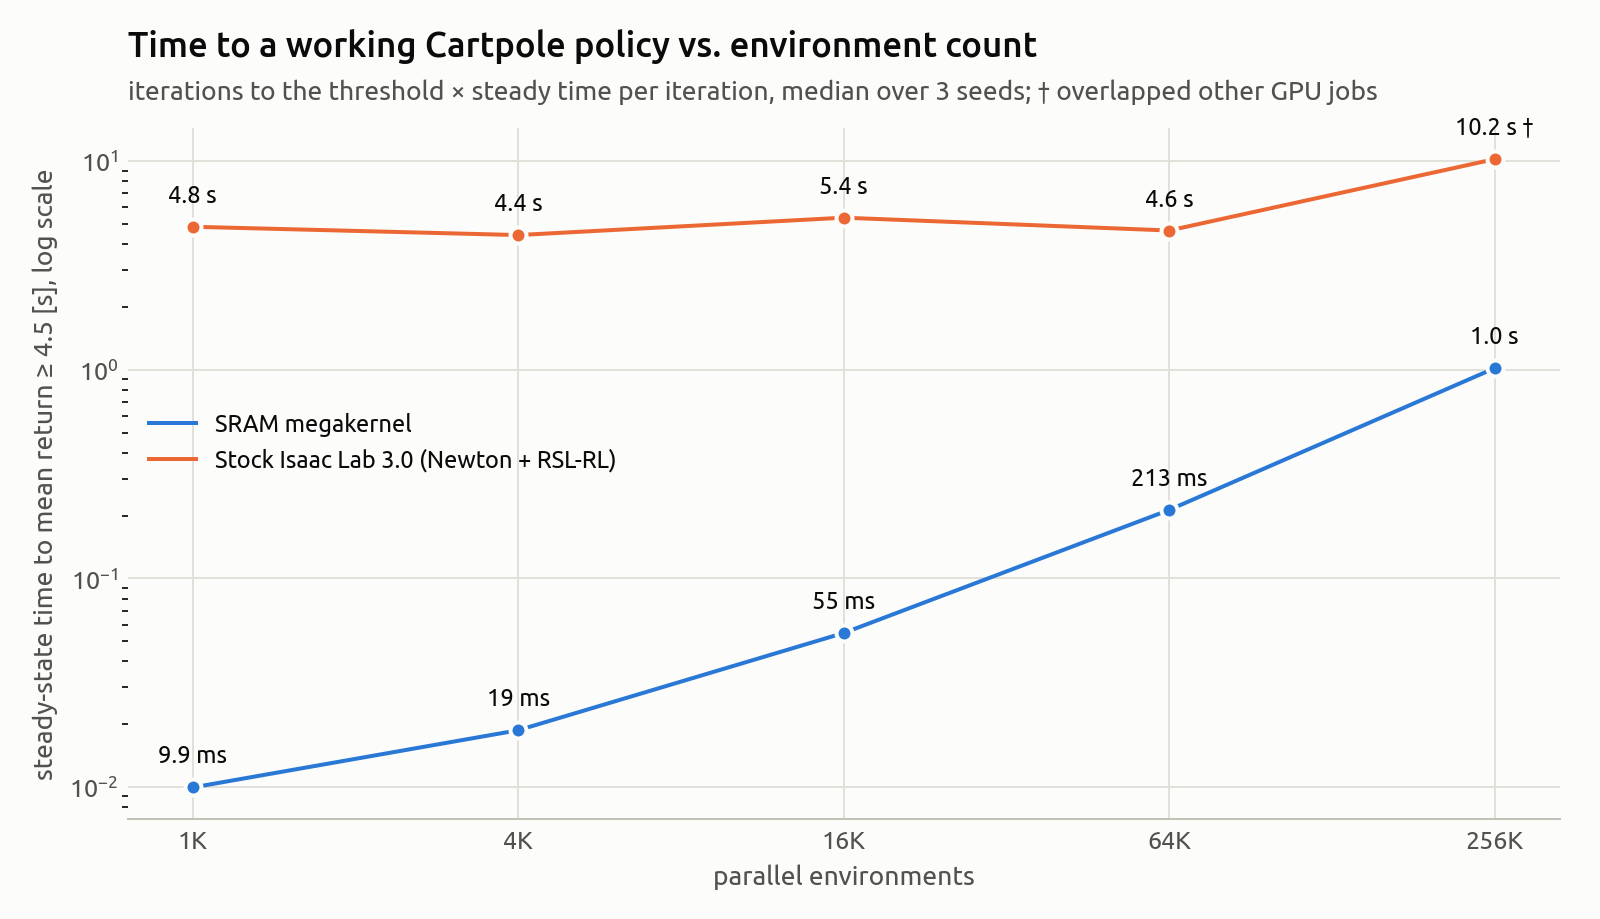 Time to a working Cartpole policy vs. environment count
iterations to the threshold × steady time per iteration, median over 3 seeds; † overlapped other GPU jobs
steady-state time to mean return ≥ 4.5 [s], log scale
10¹
10⁰
10⁻¹
10⁻²
4.8 s
4.4 s
5.4 s
4.6 s
10.2 s †
SRAM megakernel
Stock Isaac Lab 3.0 (Newton + RSL-RL)
9.9 ms
19 ms
55 ms
213 ms
1.0 s
1K
4K
16K
64K
256K
parallel environments